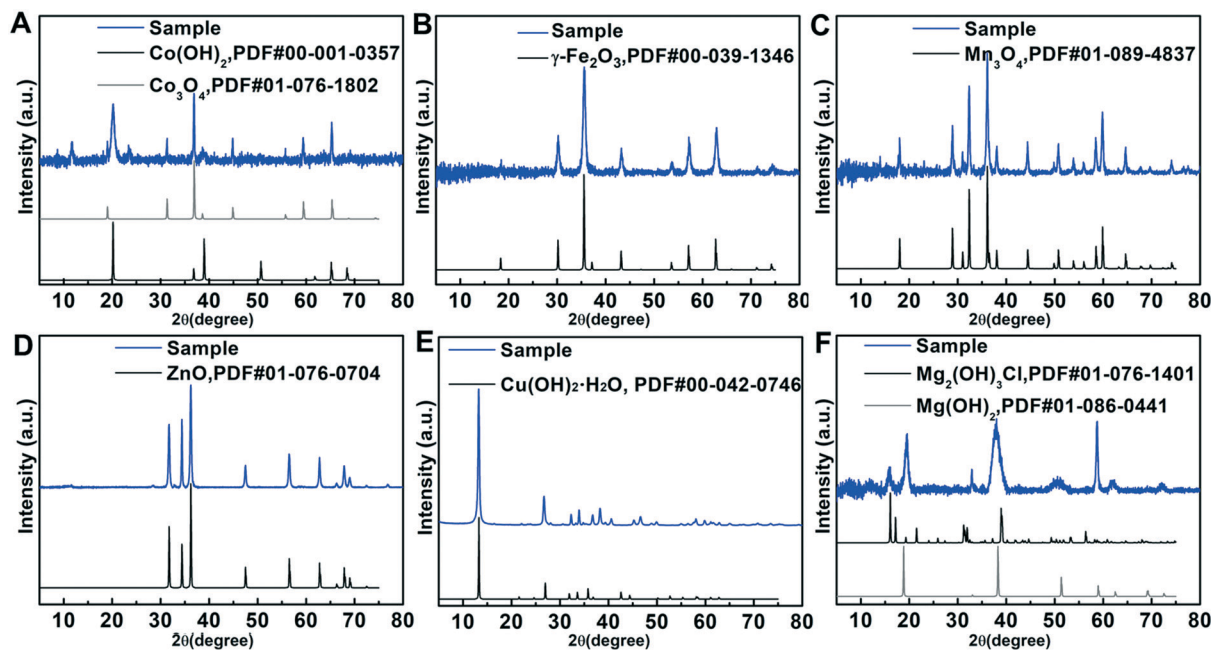 A
Sample
Co(OH)₂,PDF#00-001-0357
Co₃O₄,PDF#01-076-1802
Intensity (a.u.)
10 20 30 40 50 60 70 80
2θ(degree)
B
Sample
γ-Fe₂O₃,PDF#00-039-1346
Intensity (a.u.)
10 20 30 40 50 60 70 80
2θ(degree)
C
Sample
Mn₃O₄,PDF#01-089-4837
Intensity (a.u.)
10 20 30 40 50 60 70 80
2θ(degree)
D
Sample
ZnO,PDF#01-076-0704
Intensity (a.u.)
10 20 30 40 50 60 70 80
2θ(degree)
E
Sample
Cu(OH)₂·H₂O, PDF#00-042-0746
Intensity (a.u.)
10 20 30 40 50 60 70 80
2θ(degree)
F
Sample
Mg₂(OH)₃Cl,PDF#01-076-1401
Mg(OH)₂,PDF#01-086-0441
Intensity (a.u.)
10 20 30 40 50 60 70 80
2θ(degree)